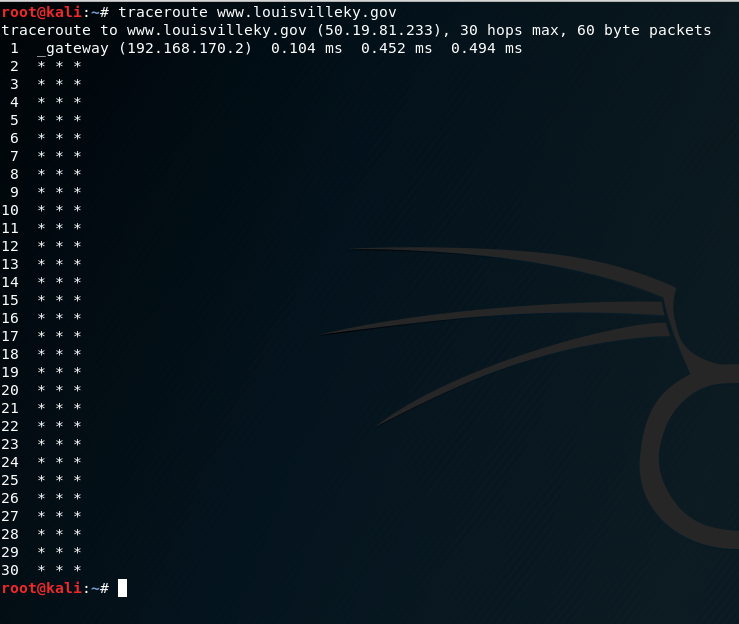 root@kali:~# traceroute www.louisvilleky.gov
traceroute to www.louisvilleky.gov (50.19.81.233), 30 hops max, 60 byte packets
 1  _gateway (192.168.170.2)  0.104 ms  0.452 ms  0.494 ms
 2  * * *
 3  * * *
 4  * * *
 5  * * *
 6  * * *
 7  * * *
 8  * * *
 9  * * *
10  * * *
11  * * *
12  * * *
13  * * *
14  * * *
15  * * *
16  * * *
17  * * *
18  * * *
19  * * *
20  * * *
21  * * *
22  * * *
23  * * *
24  * * *
25  * * *
26  * * *
27  * * *
28  * * *
29  * * *
30  * * *
root@kali:~#